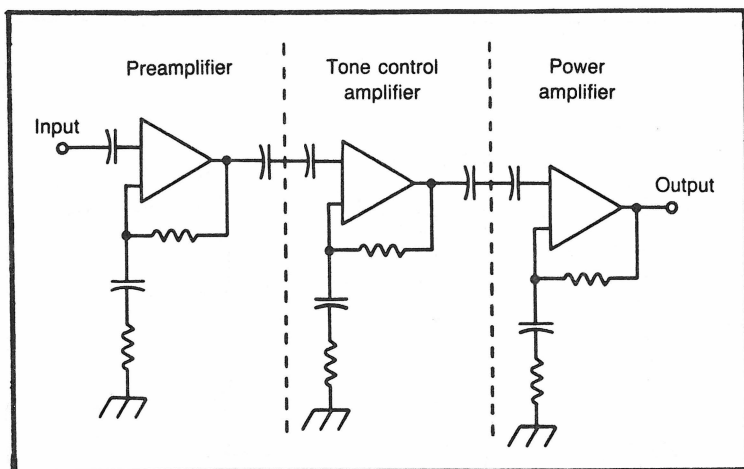 Preamplifier
Tone control
amplifier
Power
amplifier
Input
Output